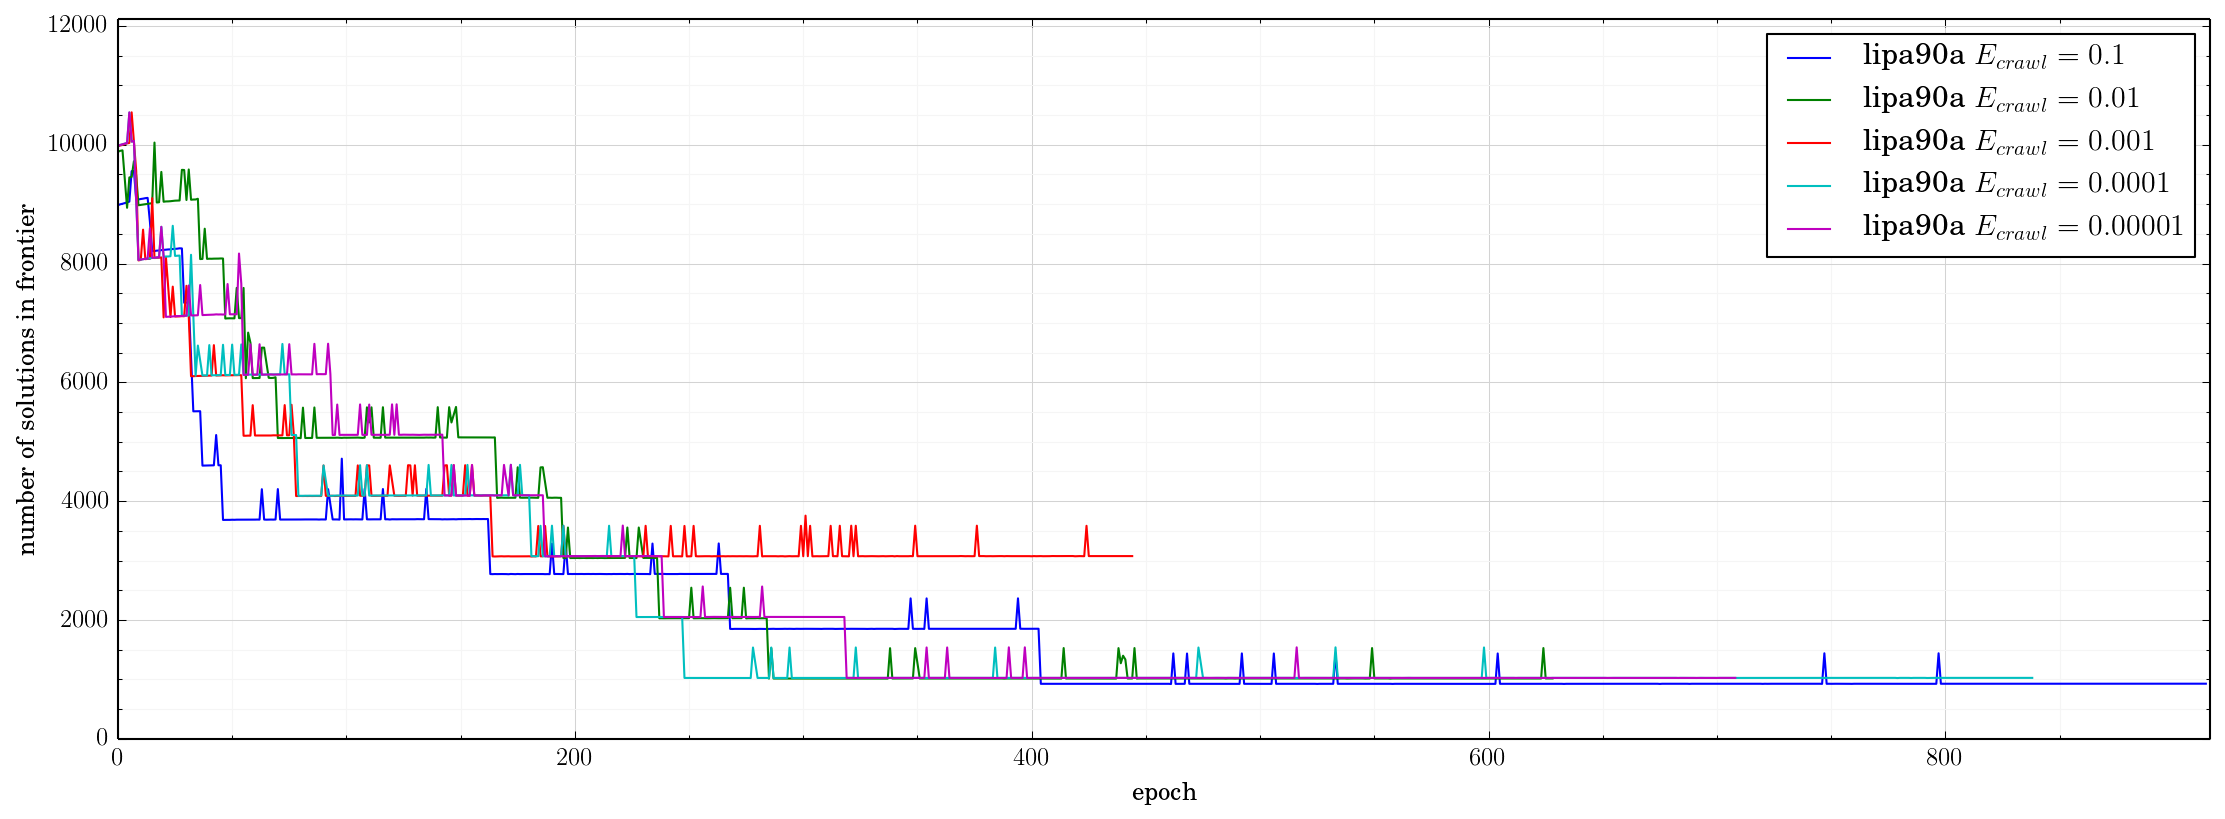 12000
10000
8000
6000
4000
2000
0
number of solutions in frontier
0 200 400 600 800
epoch
lipa90a E_crawl = 0.1
lipa90a E_crawl = 0.01
lipa90a E_crawl = 0.001
lipa90a E_crawl = 0.0001
lipa90a E_crawl = 0.00001